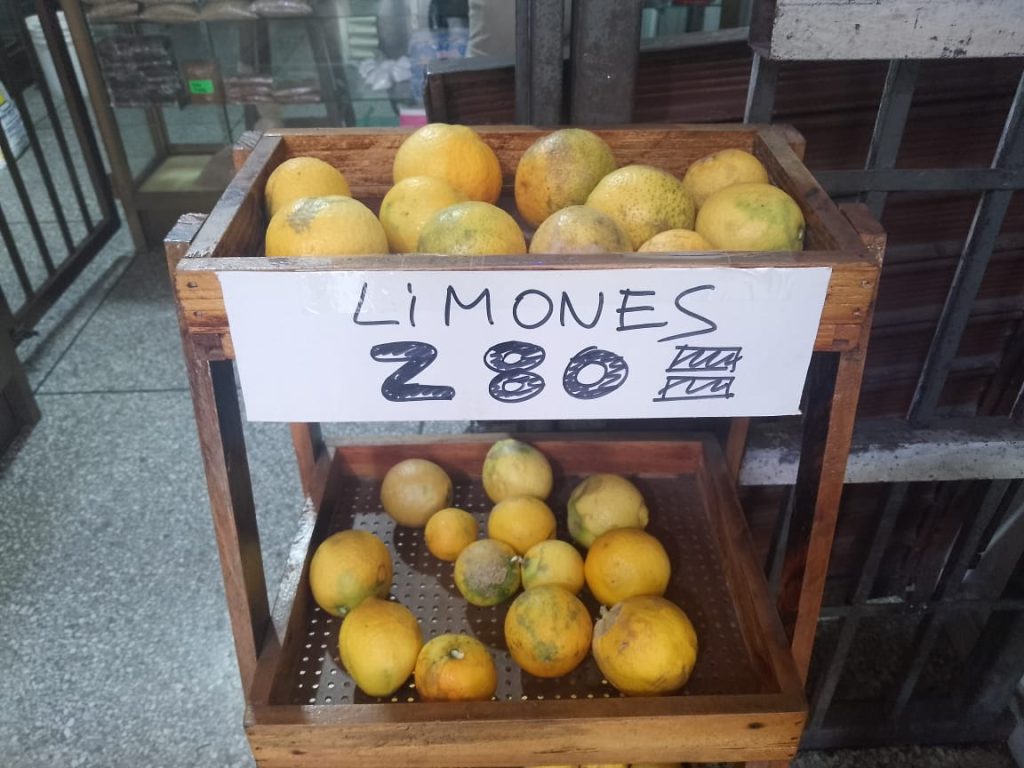 LiMONES
280 =